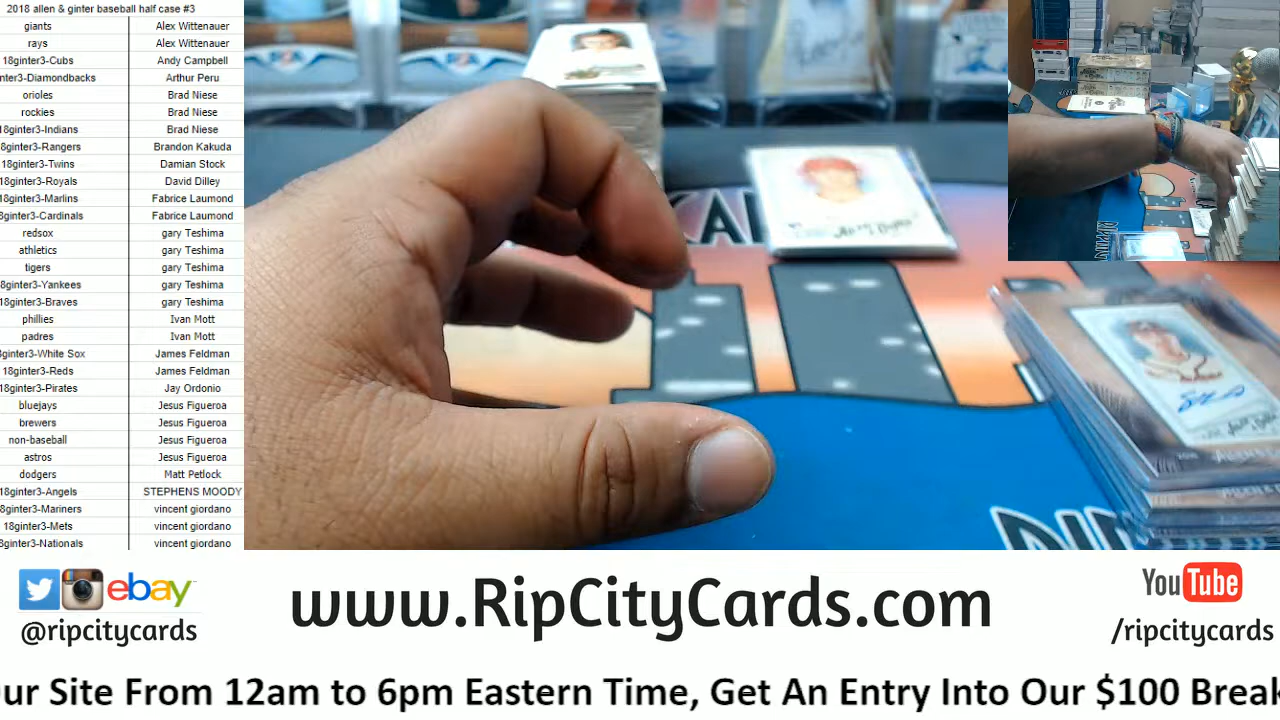 2018 allen & ginter baseball half case #3
giants Alex Wittenauer
rays Alex Wittenauer
18ginter3-Cubs Andy Campbell
nter3-Diamondbacks Arthur Peru
orioles Brad Niese
rockies Brad Niese
18ginter3-Indians Brad Niese
18ginter3-Rangers Brandon Kakuda
18ginter3-Twins Damian Stock
18ginter3-Royals David Dilley
18ginter3-Marlins Fabrice Laumond
8ginter3-Cardinals Fabrice Laumond
redsox gary Teshima
athletics gary Teshima
tigers gary Teshima
8ginter3-Yankees gary Teshima
18ginter3-Braves gary Teshima
phillies Ivan Mott
padres Ivan Mott
8ginter3-White Sox James Feldman
18ginter3-Reds James Feldman
18ginter3-Pirates Jay Ordonio
bluejays Jesus Figueroa
brewers Jesus Figueroa
non-baseball Jesus Figueroa
astros Jesus Figueroa
dodgers Matt Petlock
18ginter3-Angels STEPHENS MOODY
8ginter3-Mariners vincent giordano
18ginter3-Mets vincent giordano
8ginter3-Nationals vincent giordano
ebay
@ripcitycards
www.RipCityCards.com
YouTube
/ripcitycards
ur Site From 12am to 6pm Eastern Time, Get An Entry Into Our $100 Break